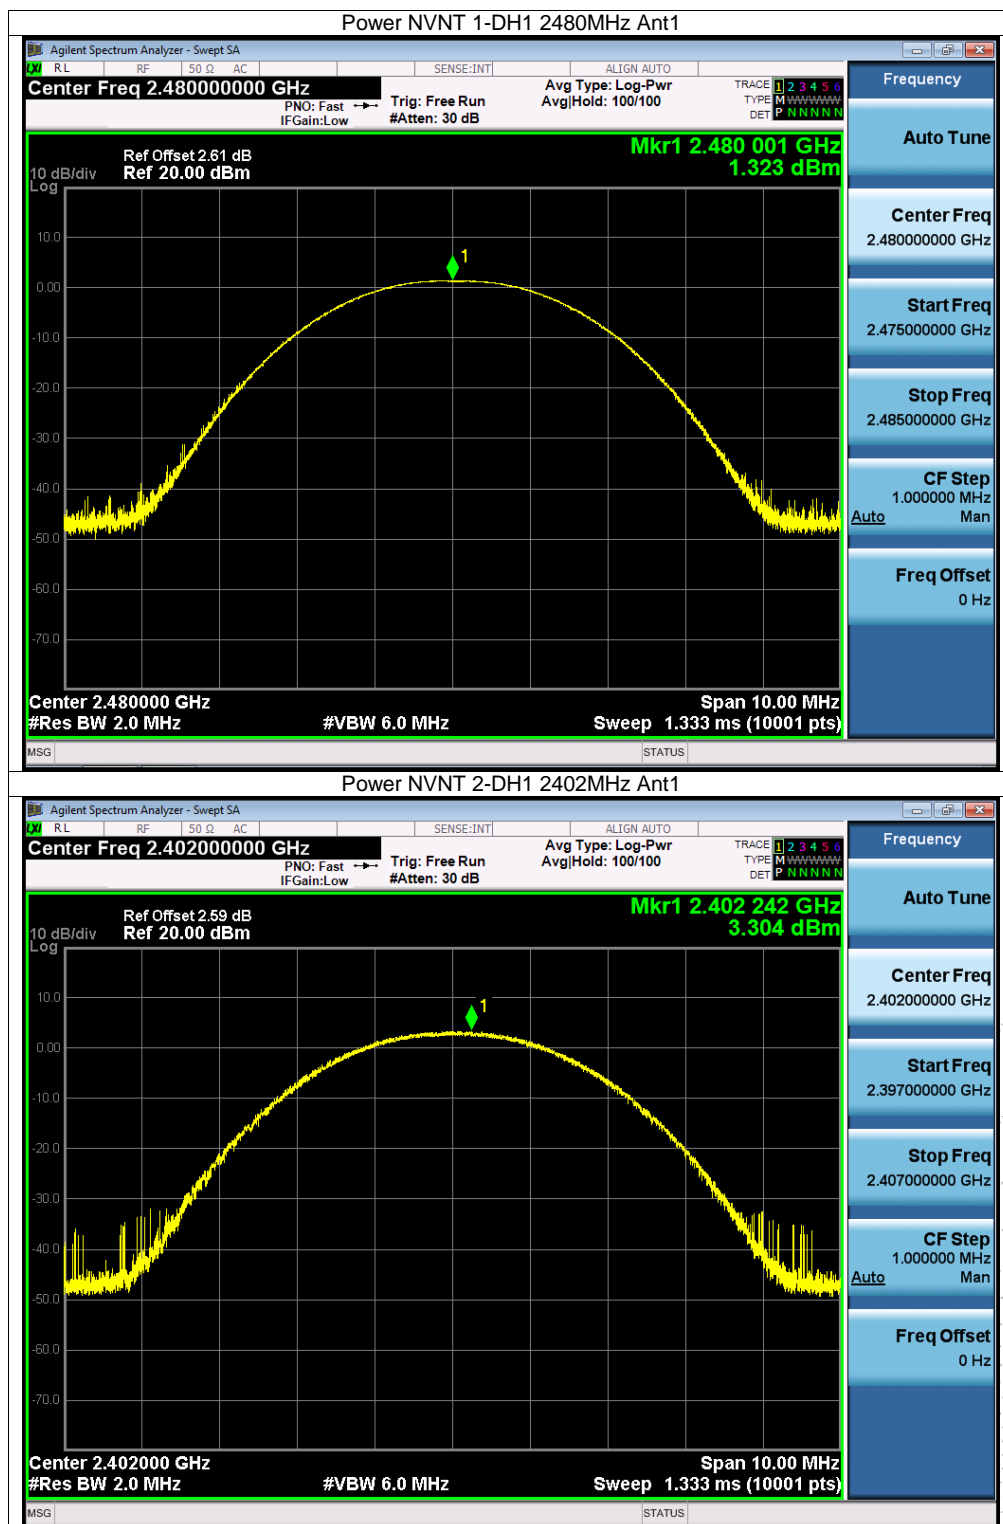 Power NVNT 1-DH1 2480MHz Ant1
Agilent Spectrum Analyzer - Swept SA
LXI RL RF 50 Ω AC SENSE:INT ALIGN AUTO
Center Freq 2.480000000 GHz
PNO: Fast
IFGain:Low
Trig: Free Run
#Atten: 30 dB
Avg Type: Log-Pwr
Avg|Hold: 100/100
TRACE 1 2 3 4 5 6
TYPE M WWWWW
DET P N N N N N
Ref Offset 2.61 dB
10 dB/div Ref 20.00 dBm
Log
Mkr1 2.480 001 GHz
1.323 dBm
1
10.0
0.00
-10.0
-20.0
-30.0
-40.0
-50.0
-60.0
-70.0
Center 2.480000 GHz Span 10.00 MHz
#Res BW 2.0 MHz #VBW 6.0 MHz Sweep 1.333 ms (10001 pts)
MSG STATUS
Frequency
Auto Tune
Center Freq
2.480000000 GHz
Start Freq
2.475000000 GHz
Stop Freq
2.485000000 GHz
CF Step
1.000000 MHz
Auto Man
Freq Offset
0 Hz
Power NVNT 2-DH1 2402MHz Ant1
Agilent Spectrum Analyzer - Swept SA
LXI RL RF 50 Ω AC SENSE:INT ALIGN AUTO
Center Freq 2.402000000 GHz
PNO: Fast
IFGain:Low
Trig: Free Run
#Atten: 30 dB
Avg Type: Log-Pwr
Avg|Hold: 100/100
TRACE 1 2 3 4 5 6
TYPE M WWWWW
DET P N N N N N
Ref Offset 2.59 dB
10 dB/div Ref 20.00 dBm
Log
Mkr1 2.402 242 GHz
3.304 dBm
1
10.0
0.00
-10.0
-20.0
-30.0
-40.0
-50.0
-60.0
-70.0
Center 2.402000 GHz Span 10.00 MHz
#Res BW 2.0 MHz #VBW 6.0 MHz Sweep 1.333 ms (10001 pts)
MSG STATUS
Frequency
Auto Tune
Center Freq
2.402000000 GHz
Start Freq
2.397000000 GHz
Stop Freq
2.407000000 GHz
CF Step
1.000000 MHz
Auto Man
Freq Offset
0 Hz